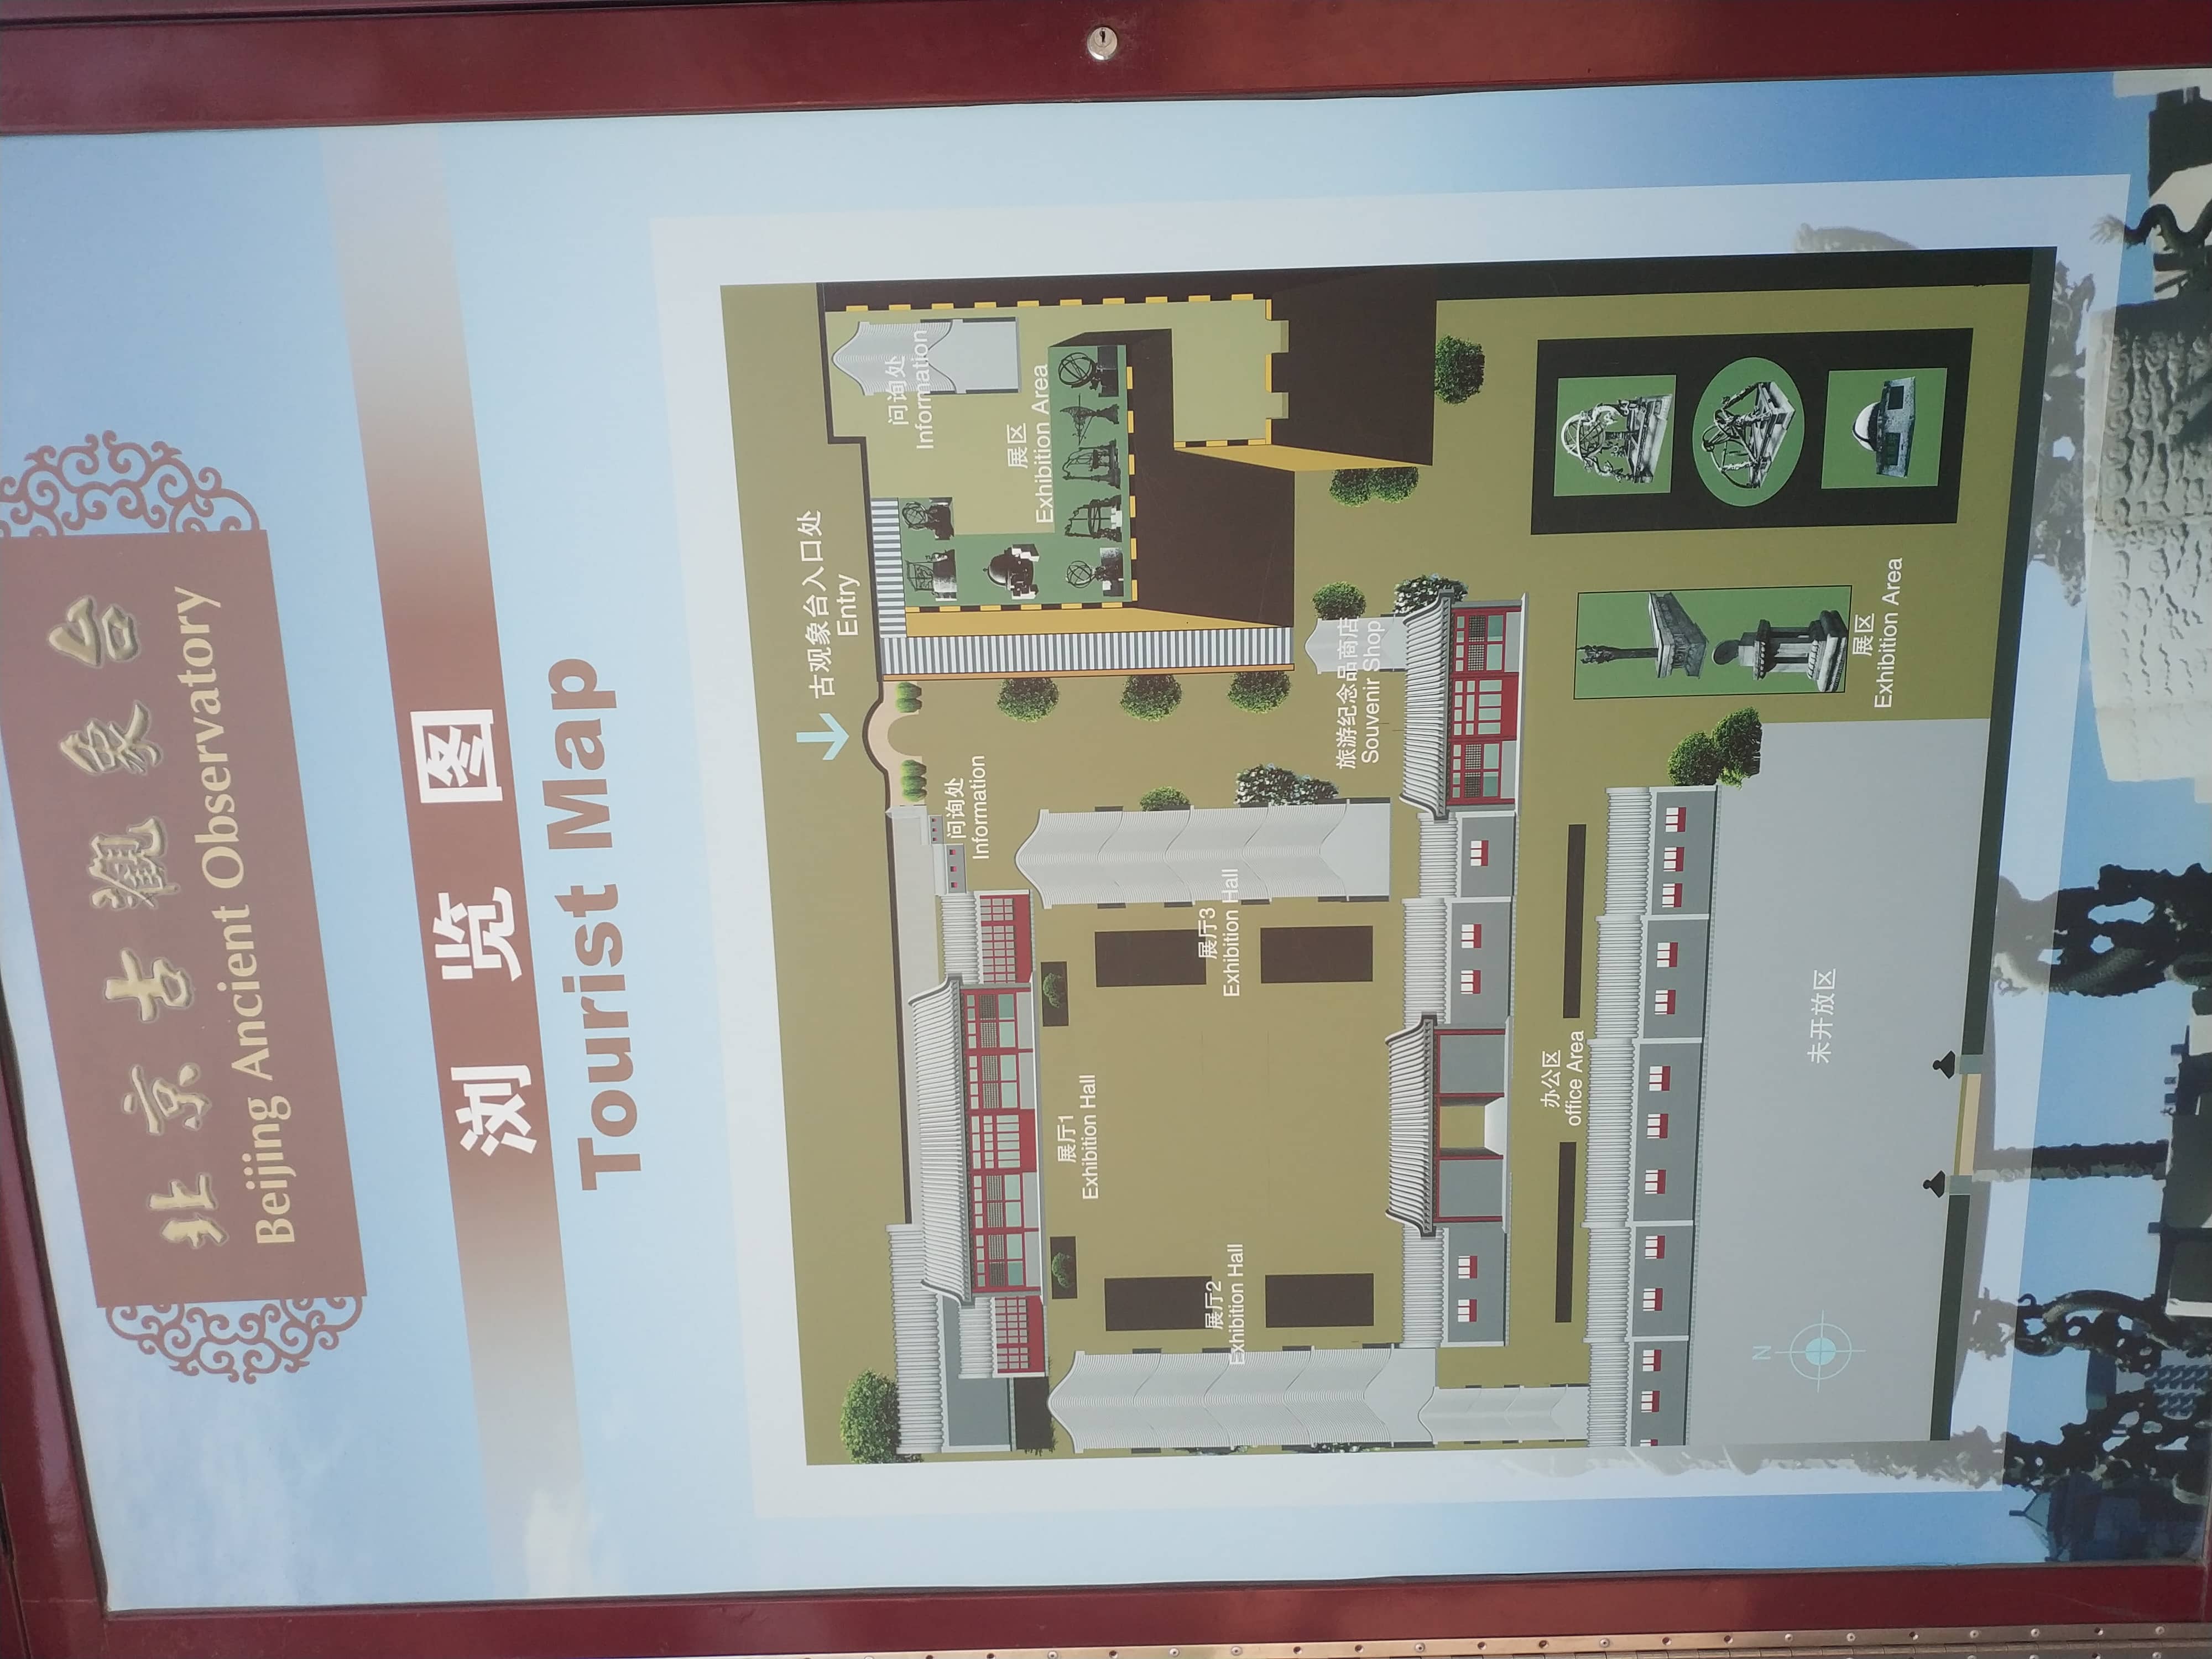 北京古觀象台
Beijing Ancient Observatory
浏览图
Tourist Map
古观象台入口处
Entry
问询处
Information
问询处
Information
展区
Exhibition Area
展厅1
Exhibition Hall
展厅2
Exhibition Hall
展厅3
Exhibition Hall
旅游纪念品商店
Souvenir Shop
办公区
office Area
N
未开放区
展区
Exhibition Area